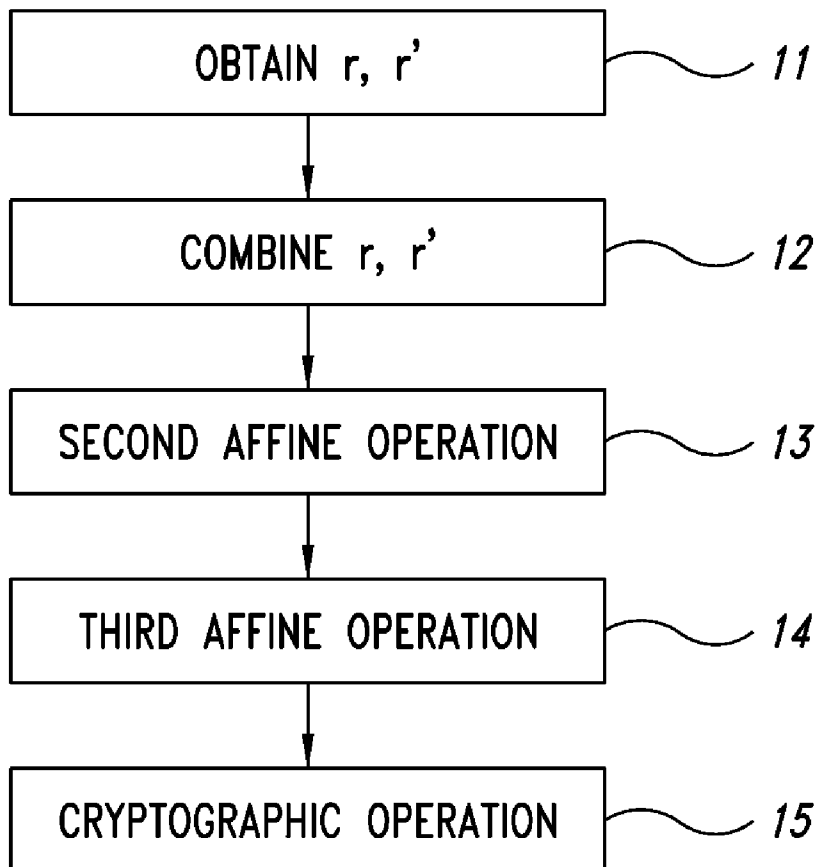 OBTAIN r, r' 11
COMBINE r, r' 12
SECOND AFFINE OPERATION 13
THIRD AFFINE OPERATION 14
CRYPTOGRAPHIC OPERATION 15